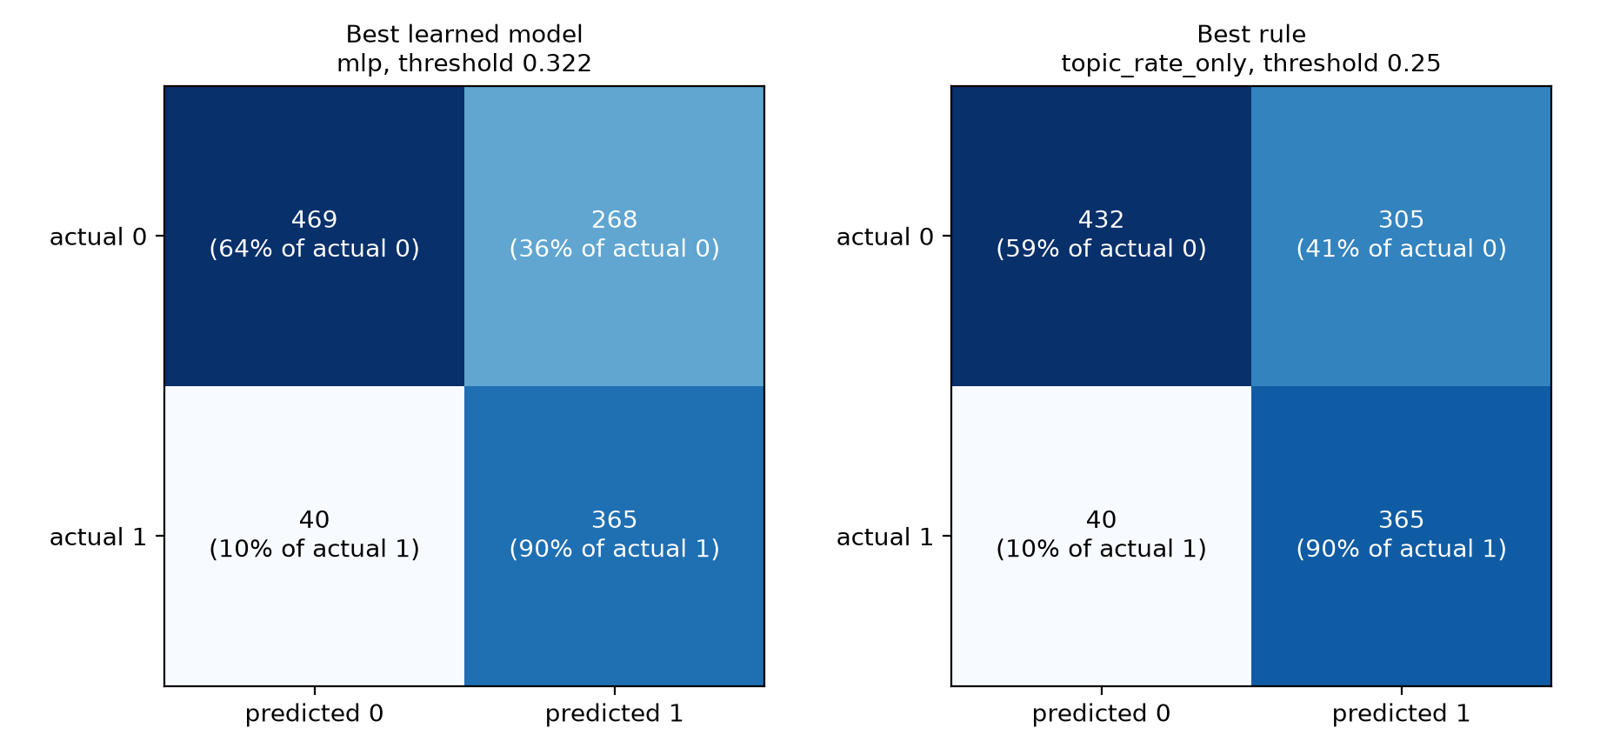 Best learned model
mlp, threshold 0.322
actual 0
469
(64% of actual 0)
268
(36% of actual 0)
actual 1
40
(10% of actual 1)
365
(90% of actual 1)
predicted 0
predicted 1
Best rule
topic_rate_only, threshold 0.25
actual 0
432
(59% of actual 0)
305
(41% of actual 0)
actual 1
40
(10% of actual 1)
365
(90% of actual 1)
predicted 0
predicted 1